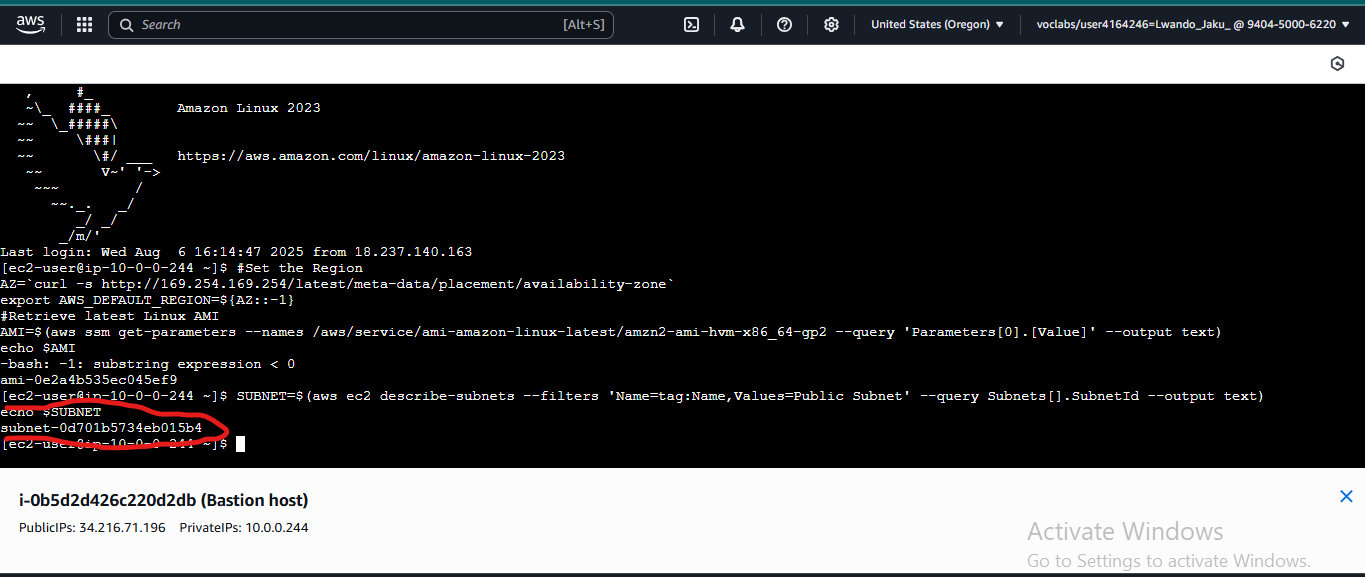 aws
Search
[Alt+S]
United States (Oregon)
voclabs/user4164246=Lwando_Jaku_ @ 9404-5000-6220
   ,     #_
   ~\_  ####_        Amazon Linux 2023
  ~~  \_#####\
  ~~     \###|
  ~~       \#/ ___   https://aws.amazon.com/linux/amazon-linux-2023
   ~~       V~' '->
    ~~~         /
      ~~._.   _/
         _/ _/
       _/m/'
Last login: Wed Aug  6 16:14:47 2025 from 18.237.140.163
[ec2-user@ip-10-0-0-244 ~]$ #Set the Region
AZ=`curl -s http://169.254.169.254/latest/meta-data/placement/availability-zone`
export AWS_DEFAULT_REGION=${AZ::-1}
#Retrieve latest Linux AMI
AMI=$(aws ssm get-parameters --names /aws/service/ami-amazon-linux-latest/amzn2-ami-hvm-x86_64-gp2 --query 'Parameters[0].[Value]' --output text)
echo $AMI
-bash: -1: substring expression < 0
ami-0e2a4b535ec045ef9
[ec2-user@ip-10-0-0-244 ~]$ SUBNET=$(aws ec2 describe-subnets --filters 'Name=tag:Name,Values=Public Subnet' --query Subnets[].SubnetId --output text)
echo $SUBNET
subnet-0d701b5734eb015b4
[ec2-user@ip-10-0-0-244 ~]$
i-0b5d2d426c220d2db (Bastion host)
PublicIPs: 34.216.71.196 PrivateIPs: 10.0.0.244
Activate Windows
Go to Settings to activate Windows.